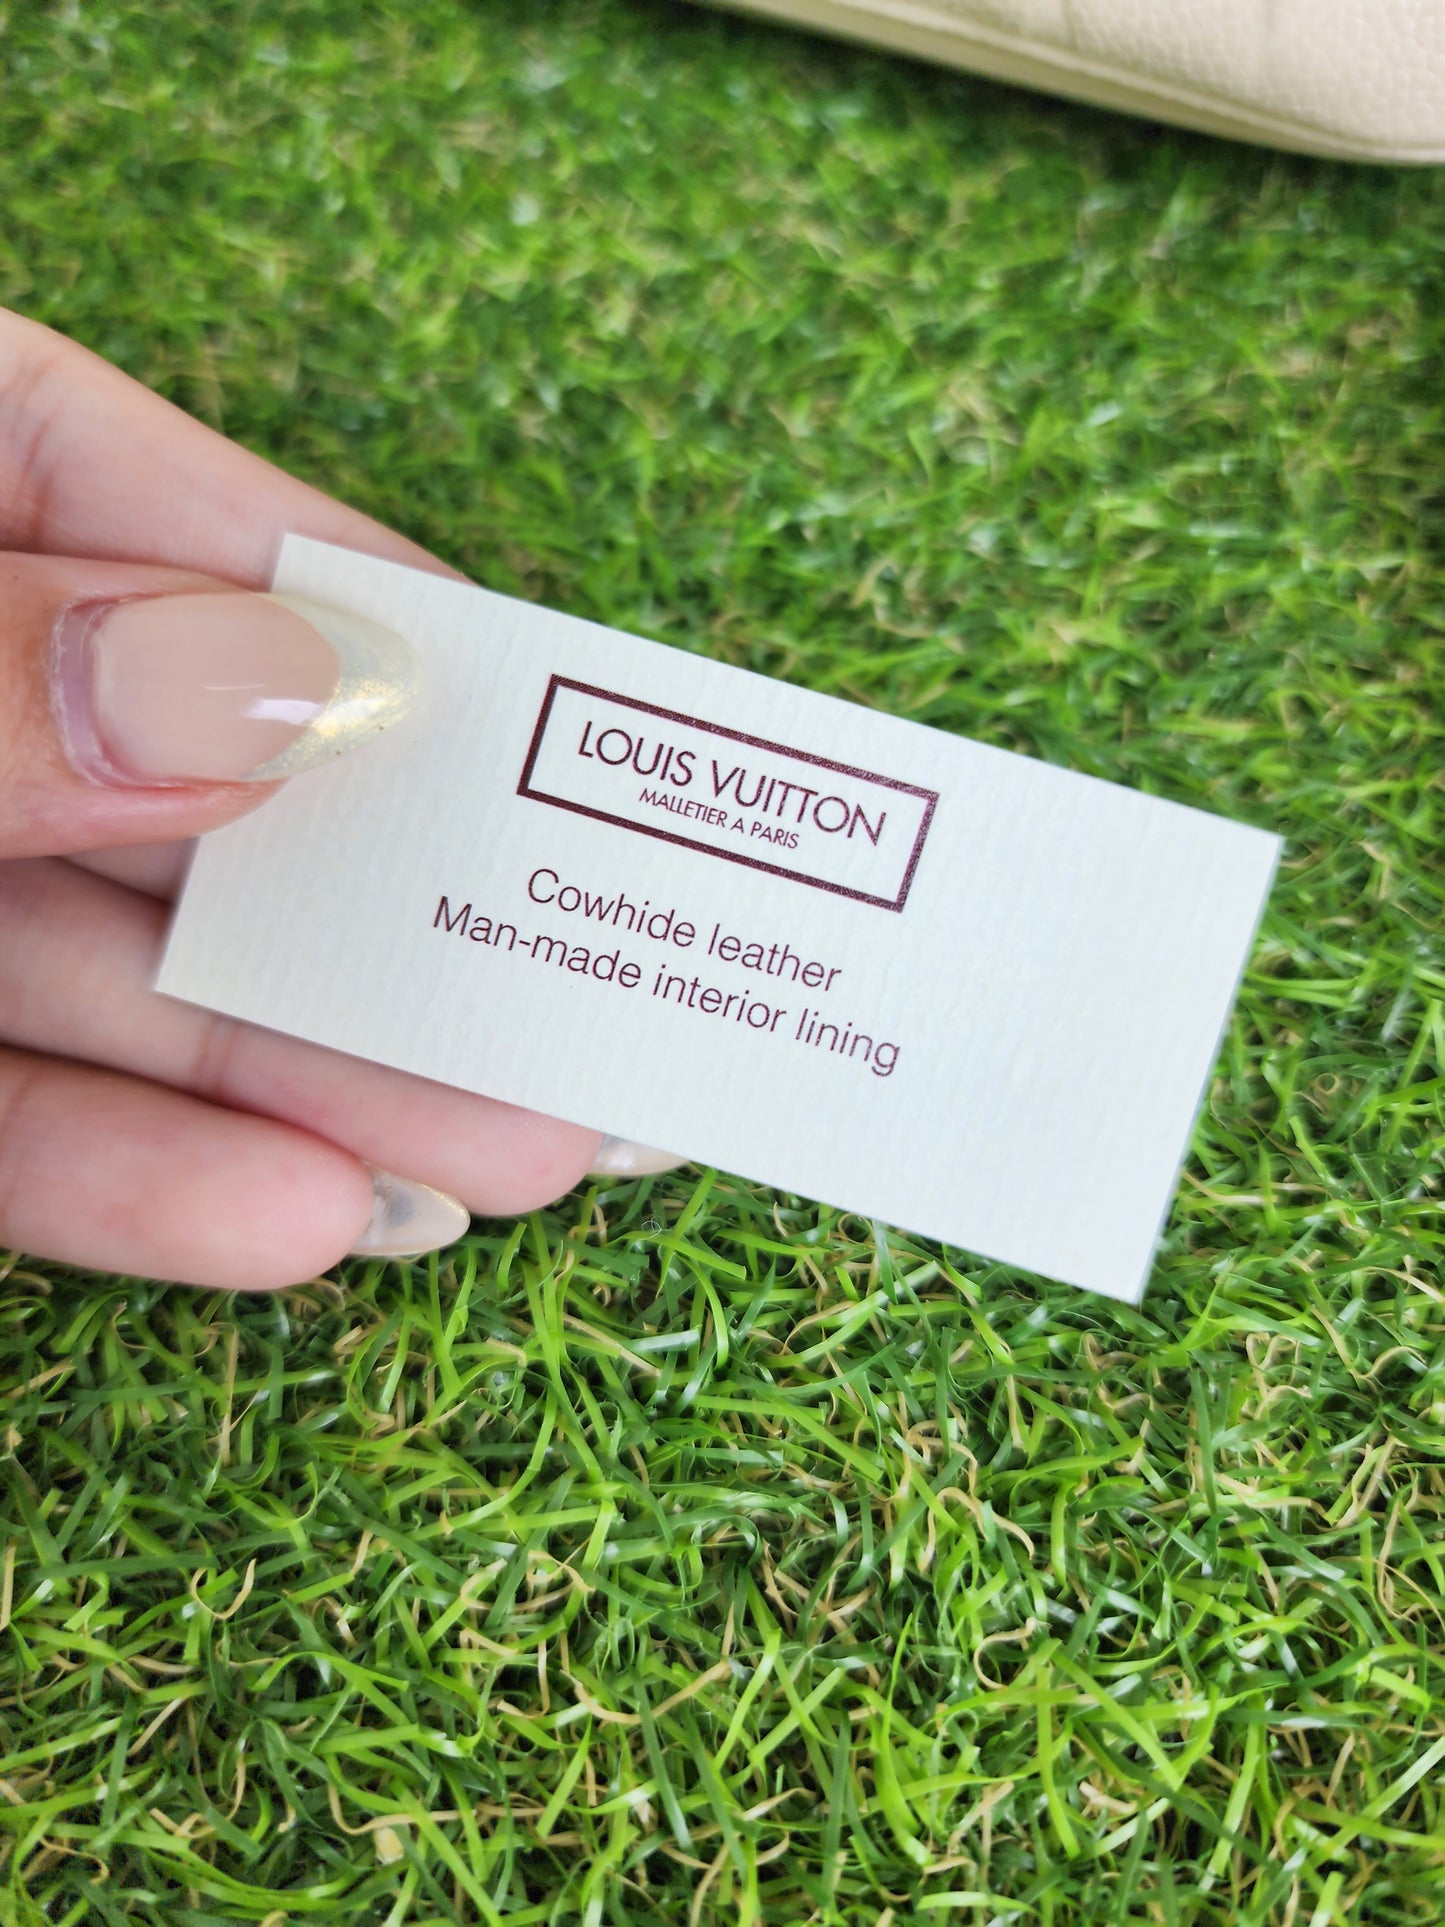 LOUIS VUITTON
MALLETIER A PARIS
Cowhide leather
Man-made interior lining